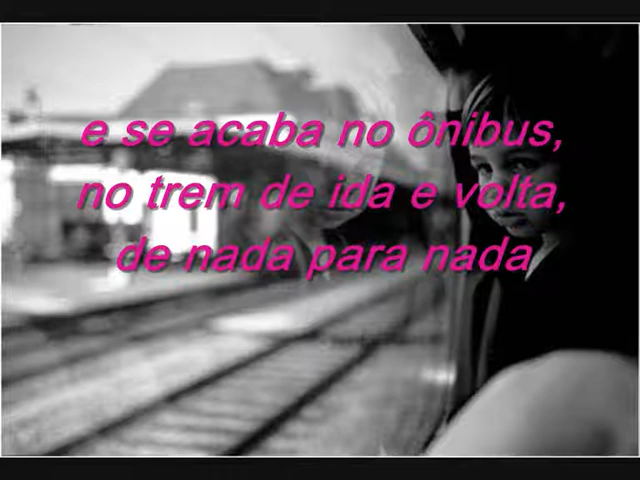 e se acaba no ônibus,
no trem de ida e volta,
de nada para nada